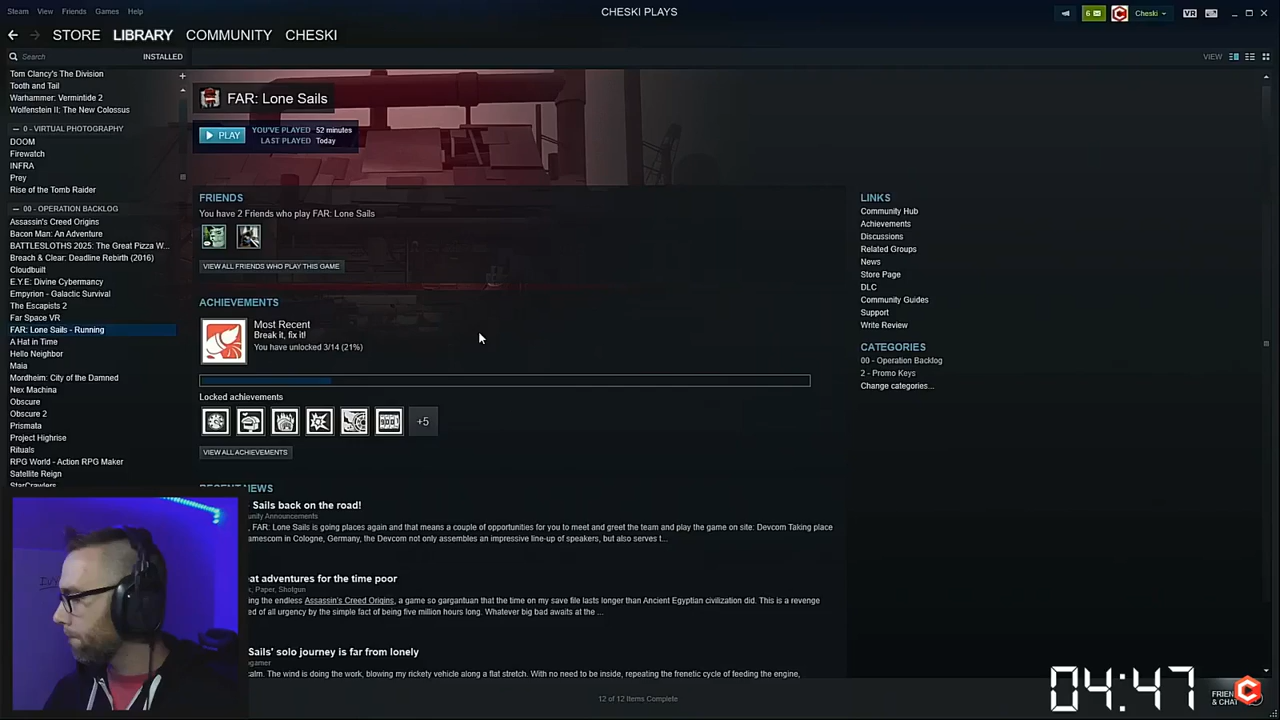 Steam View Friends Games Help
CHESKI PLAYS
6
Cheski
VR
STORE LIBRARY COMMUNITY CHESKI
Search
INSTALLED
VIEW
Tom Clancy's The Division
Tooth and Tail
Warhammer: Vermintide 2
Wolfenstein II: The New Colossus
0 - VIRTUAL PHOTOGRAPHY
DOOM
Firewatch
INFRA
Prey
Rise of the Tomb Raider
00 - OPERATION BACKLOG
Assassin's Creed Origins
Bacon Man: An Adventure
BATTLESLOTHS 2025: The Great Pizza W...
Breach & Clear: Deadline Rebirth (2016)
Cloudbuilt
E.Y.E: Divine Cybermancy
Empyrion - Galactic Survival
The Escapists 2
Far Space VR
FAR: Lone Sails - Running
A Hat in Time
Hello Neighbor
Maia
Mordheim: City of the Damned
Nex Machina
Obscure
Obscure 2
Prismata
Project Highrise
Rituals
RPG World - Action RPG Maker
Satellite Reign
StarCrawlers
FAR: Lone Sails
PLAY
YOU'VE PLAYED 52 minutes
LAST PLAYED Today
FRIENDS
You have 2 Friends who play FAR: Lone Sails
VIEW ALL FRIENDS WHO PLAY THIS GAME
ACHIEVEMENTS
Most Recent
Break it, fix it!
You have unlocked 3/14 (21%)
Locked achievements
+5
VIEW ALL ACHIEVEMENTS
RECENT NEWS
Sails back on the road!
unity Announcements
, FAR: Lone Sails is going places again and that means a couple of opportunities for you to meet and greet the team and play the game on site: Devcom Taking place
amescom in Cologne, Germany, the Devcom not only assembles an impressive line-up of speakers, but also serves t...
at adventures for the time poor
, Paper, Shotgun
ing the endless Assassin's Creed Origins, a game so gargantuan that the time on my save file lasts longer than Ancient Egyptian civilization did. This is a revenge
ed of all urgency by the simple fact of being five million hours long. Whatever big bad awaits at the ...
Sails' solo journey is far from lonely
gamer
calm. The wind is doing the work, blowing my rickety vehicle along a flat stretch. With no need to be inside, repeating the frenetic cycle of feeding the engine,
12 of 12 Items Complete
LINKS
Community Hub
Achievements
Discussions
Related Groups
News
Store Page
DLC
Community Guides
Support
Write Review
CATEGORIES
00 - Operation Backlog
2 - Promo Keys
Change categories...
04:47
FRIEN
& CHA